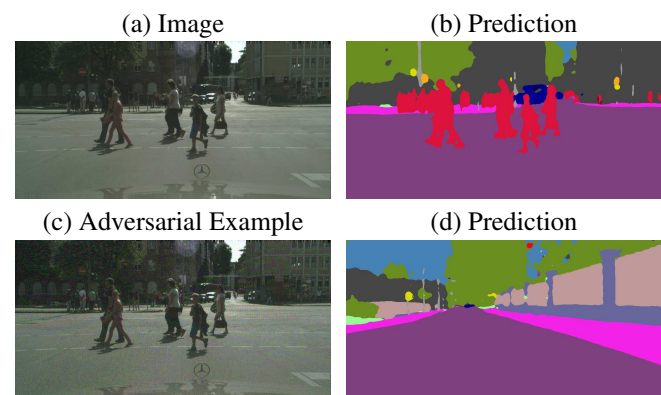 (a) Image
(b) Prediction
(c) Adversarial Example
(d) Prediction